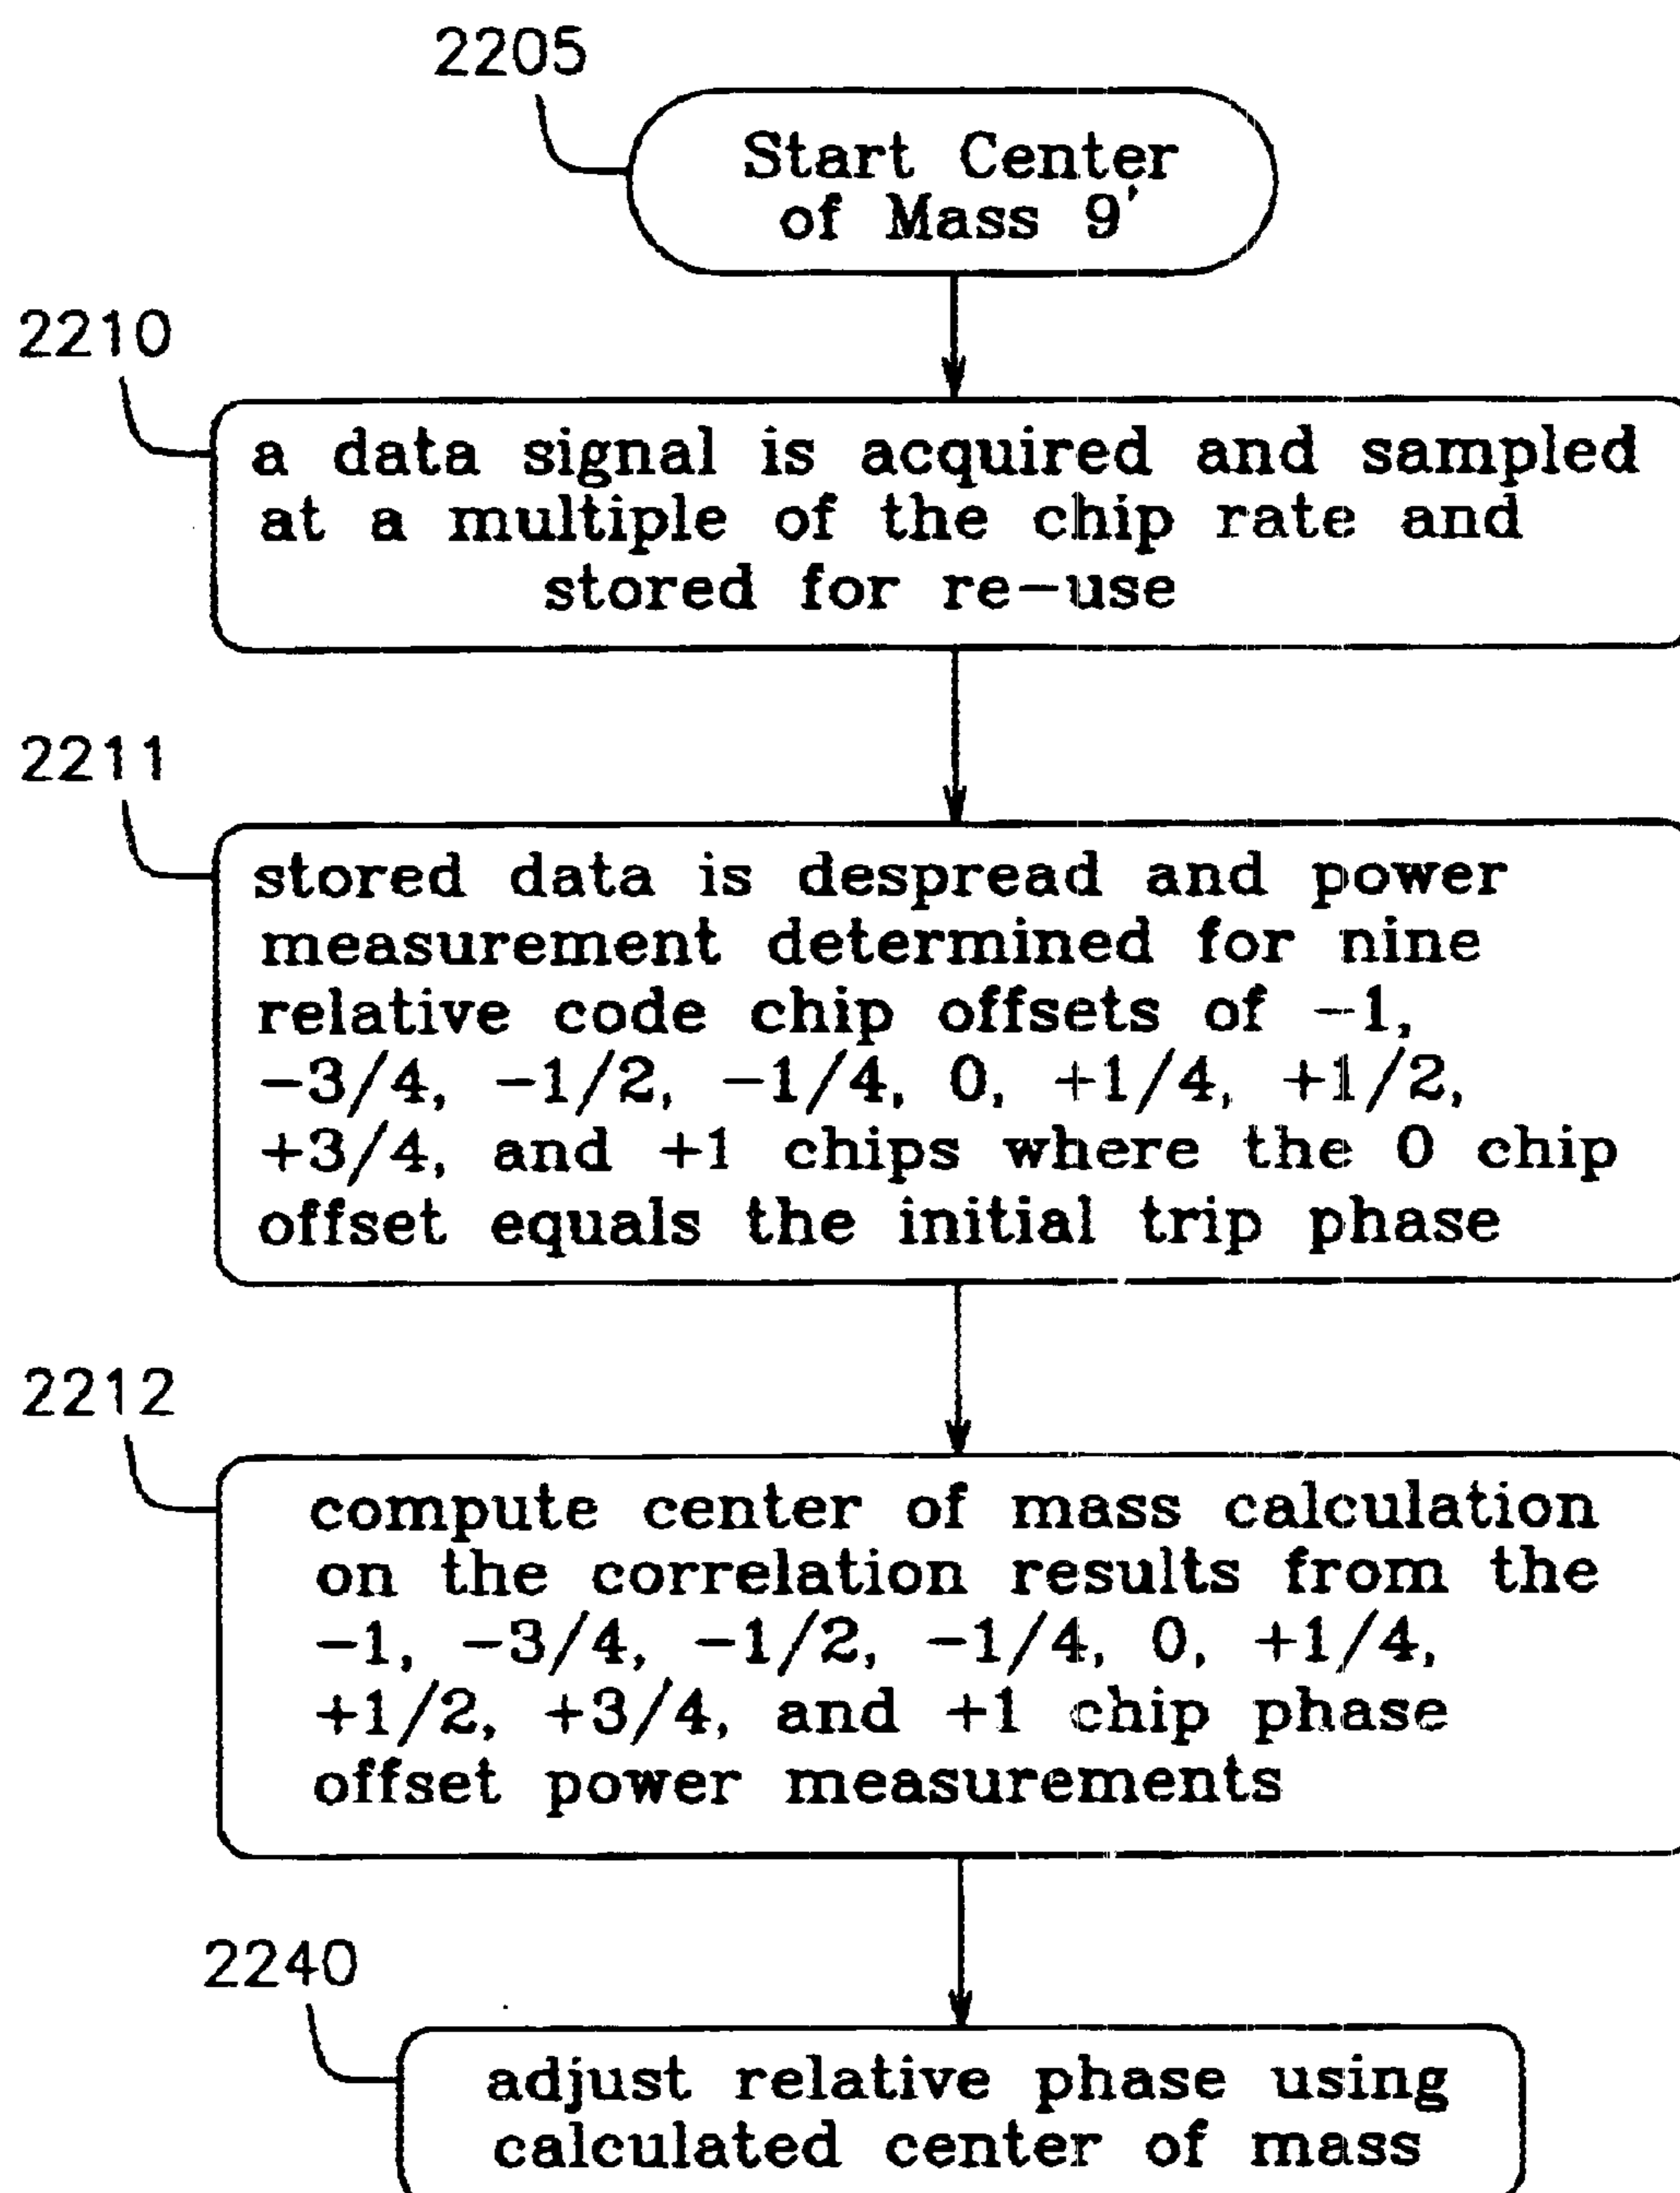 2205
Start Center
of Mass 9'
2210
a data signal is acquired and sampled
at a multiple of the chip rate and
stored for re-use
2211
stored data is despread and power
measurement determined for nine
relative code chip offsets of -1,
-3/4, -1/2, -1/4, 0, +1/4, +1/2,
+3/4, and +1 chips where the 0 chip
offset equals the initial trip phase
2212
compute center of mass calculation
on the correlation results from the
-1, -3/4, -1/2, -1/4, 0, +1/4,
+1/2, +3/4, and +1 chip phase
offset power measurements
2240
adjust relative phase using
calculated center of mass